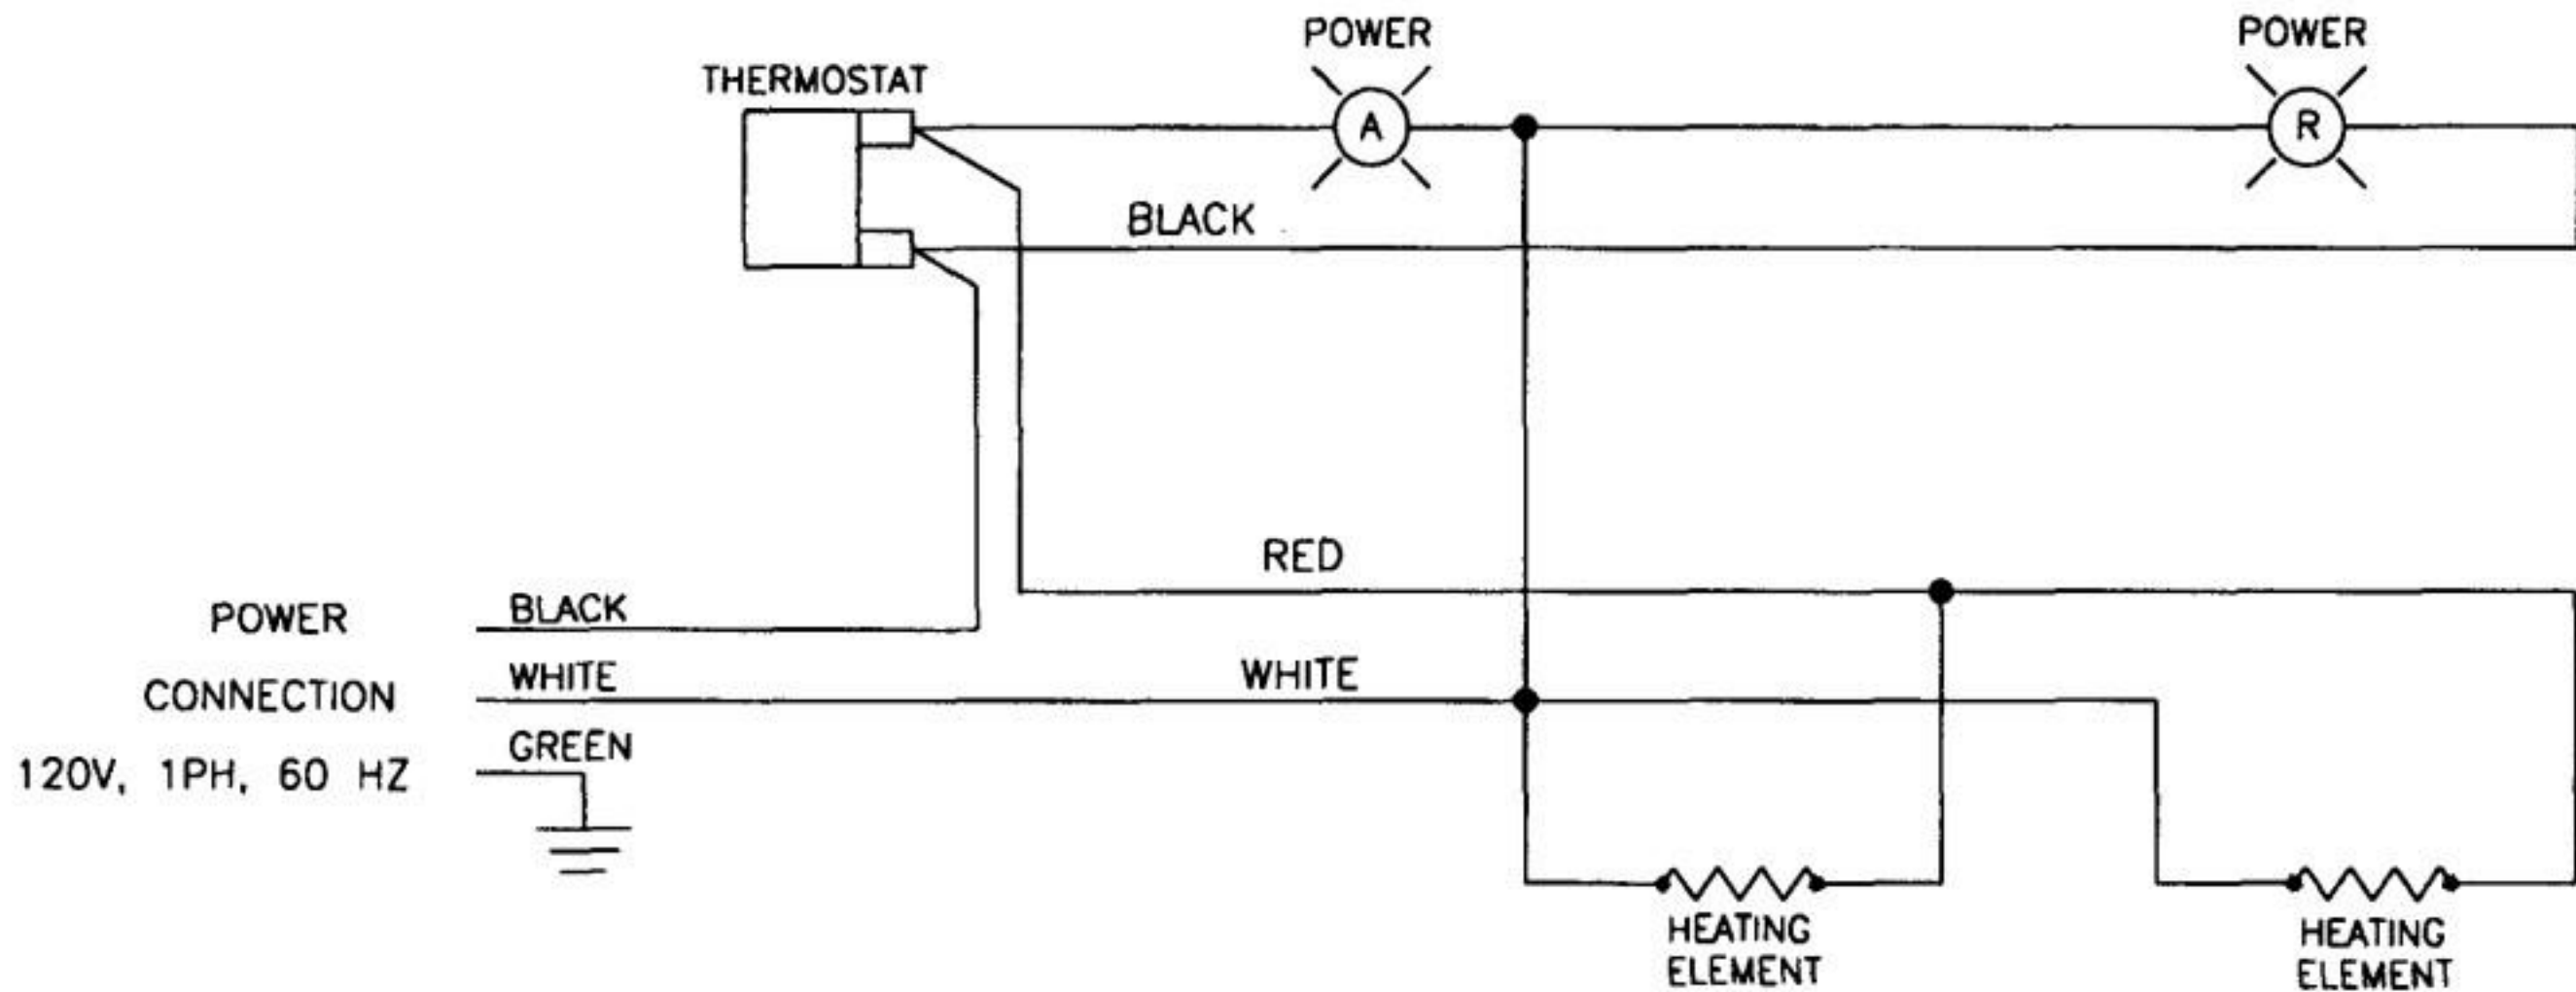 POWER
POWER
THERMOSTAT
A
R
BLACK
RED
POWER
BLACK
CONNECTION
WHITE
WHITE
120V, 1PH, 60 HZ
GREEN
HEATING
ELEMENT
HEATING
ELEMENT